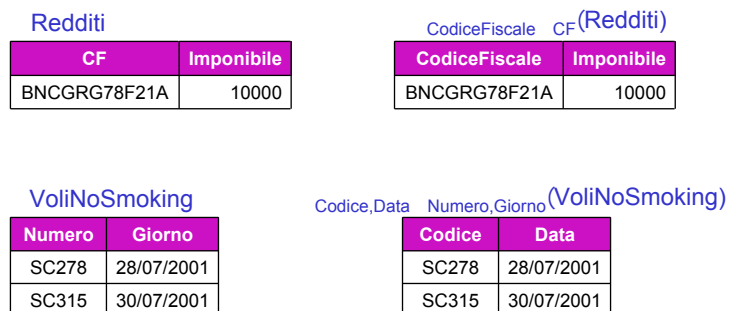 Redditi
CodiceFiscale CF(Redditi)
CF Imponibile
BNCGRG78F21A 10000
CodiceFiscale Imponibile
BNCGRG78F21A 10000
VoliNoSmoking
Codice,Data Numero,Giorno(VoliNoSmoking)
Numero Giorno
SC278 28/07/2001
SC315 30/07/2001
Codice Data
SC278 28/07/2001
SC315 30/07/2001